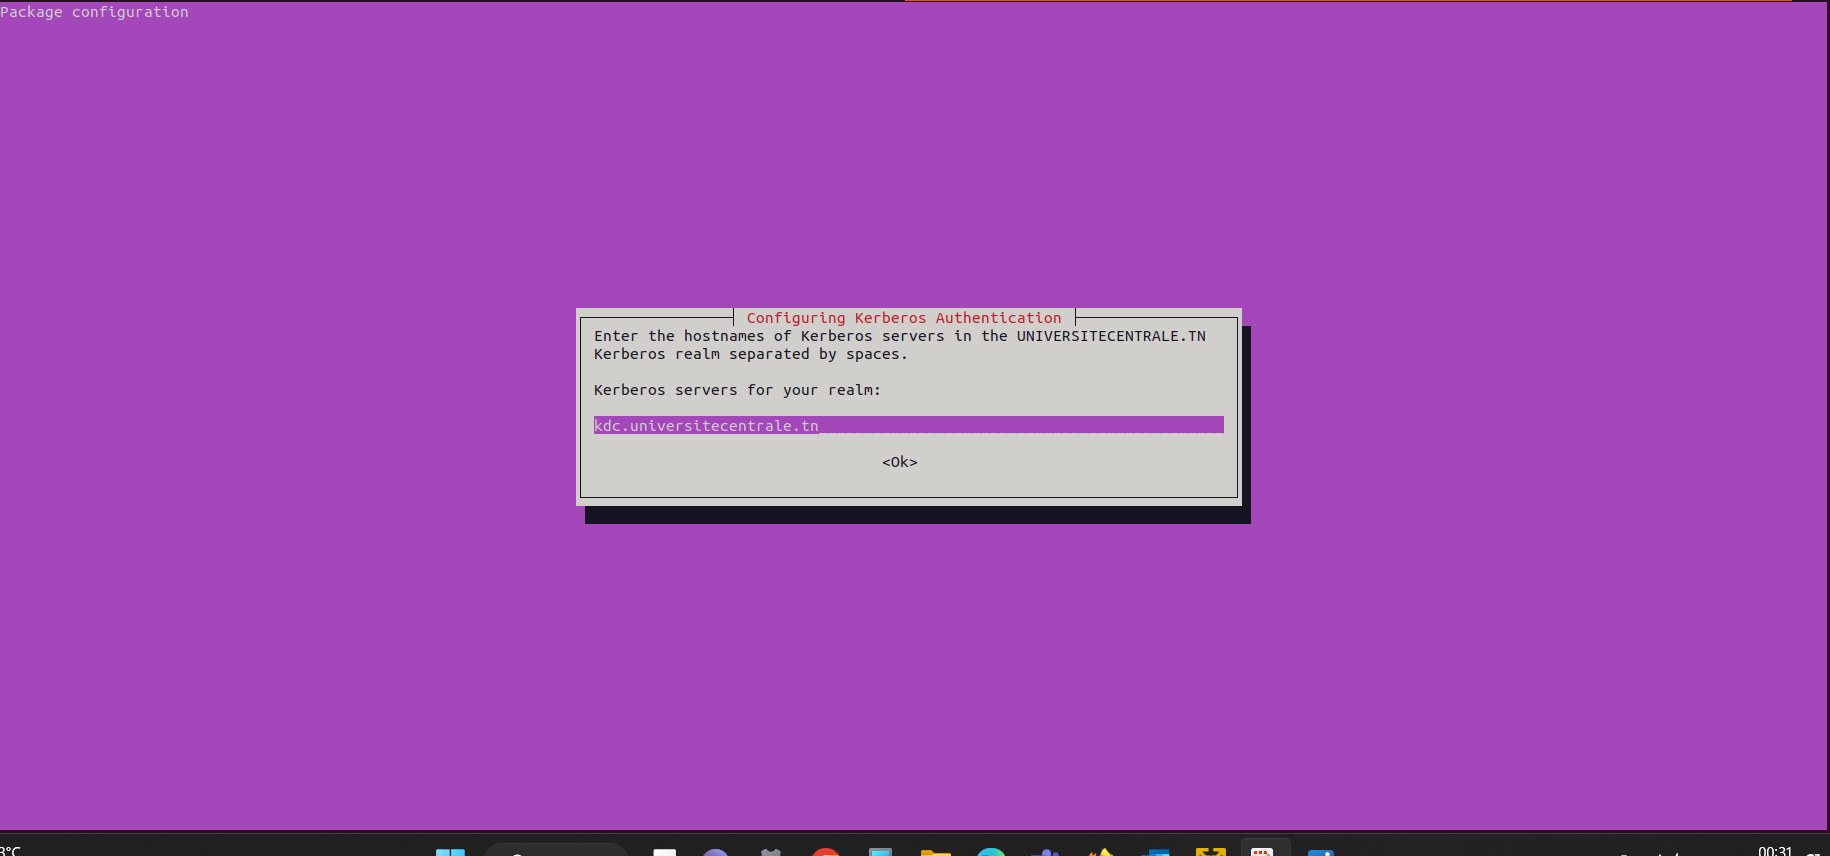 Package configuration
Configuring Kerberos Authentication
Enter the hostnames of Kerberos servers in the UNIVERSITECENTRALE.TN
Kerberos realm separated by spaces.
Kerberos servers for your realm:
kdc.universitecentrale.tn
<Ok>
3°C
00:31